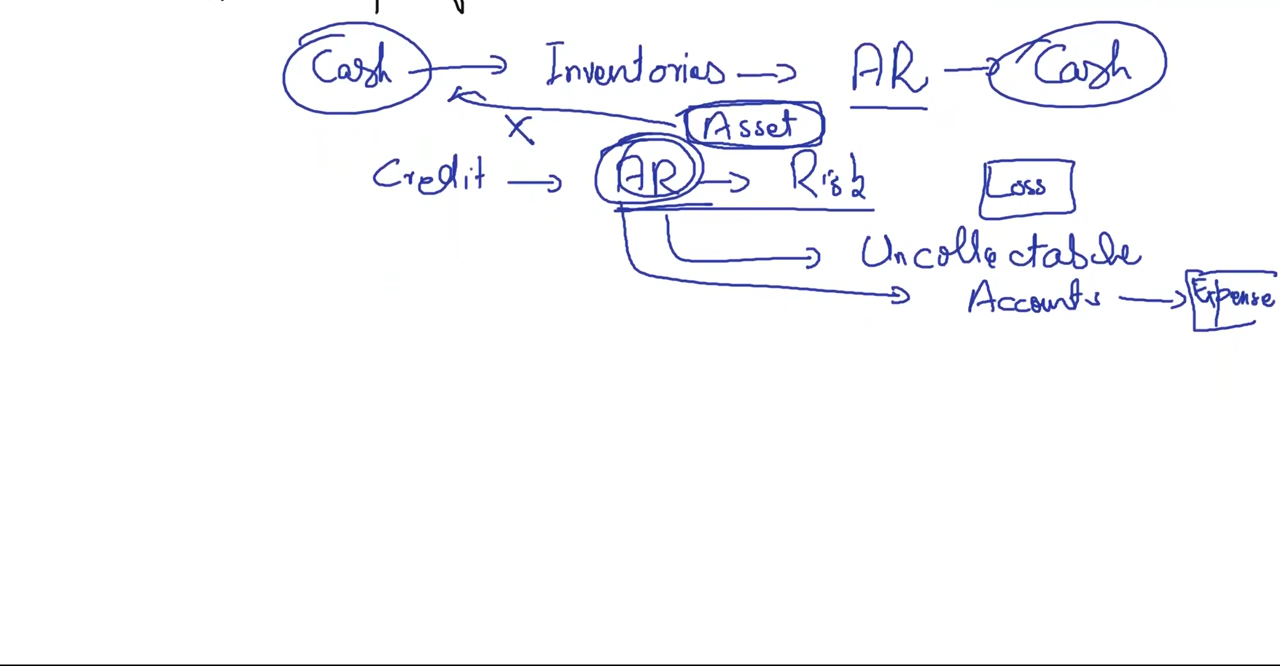 Cash → Inventories → AR → Cash
X Asset
Credit → AR → Risk Loss
→ Uncollectable
→ Accounts → Expense